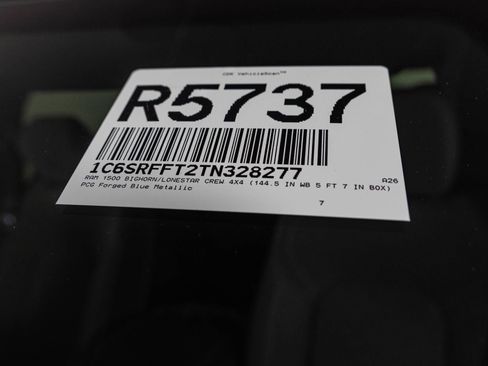 CDK VehicleScan™
R5737
1C6SRFFT2TN328277
RAM 1500 BIGHORN/LONESTAR CREW 4X4 (144.5 IN WB 5 FT 7 IN BOX) A26
PCG Forged Blue Metallic
7